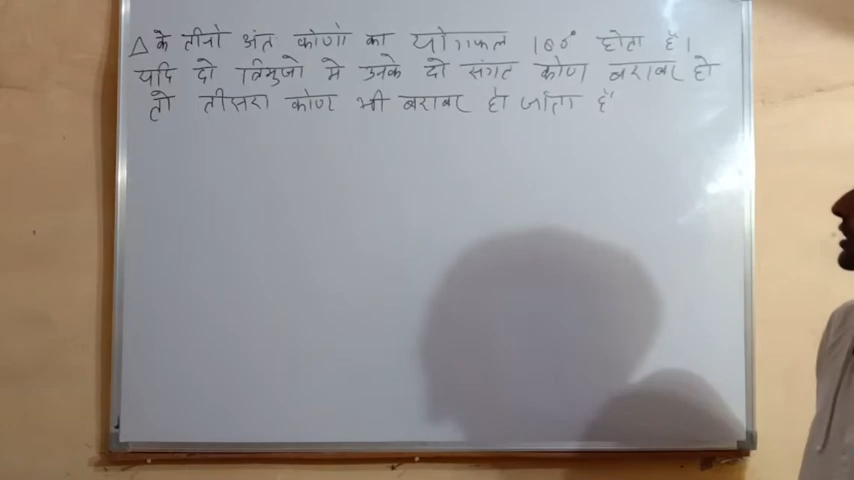 △ के तीनो अंतः कोणो का योगफल 180° होता है।
यदि दो त्रिभुजो मे उनके दो संगत कोण बराबर हो
तो तीसरा कोण भी बराबर हो जाता है